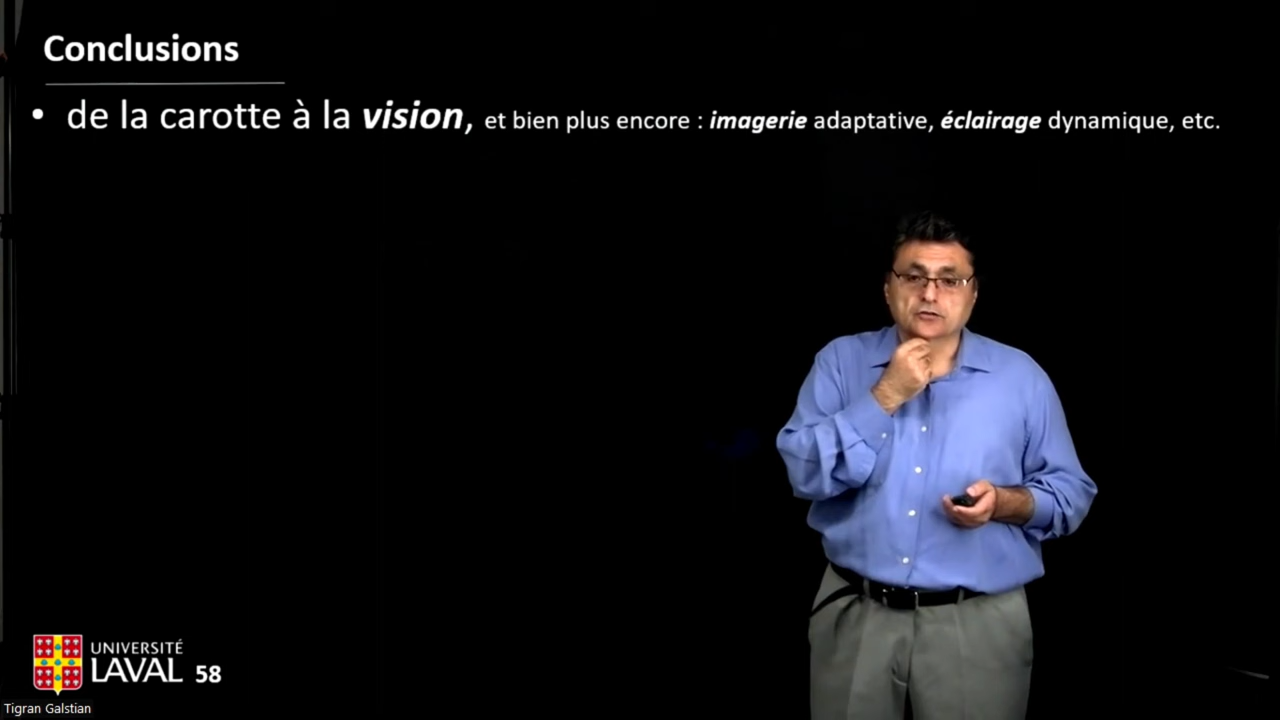 Conclusions
• de la carotte à la vision, et bien plus encore : imagerie adaptative, éclairage dynamique, etc.
UNIVERSITÉ
LAVAL 58
Tigran Galstian